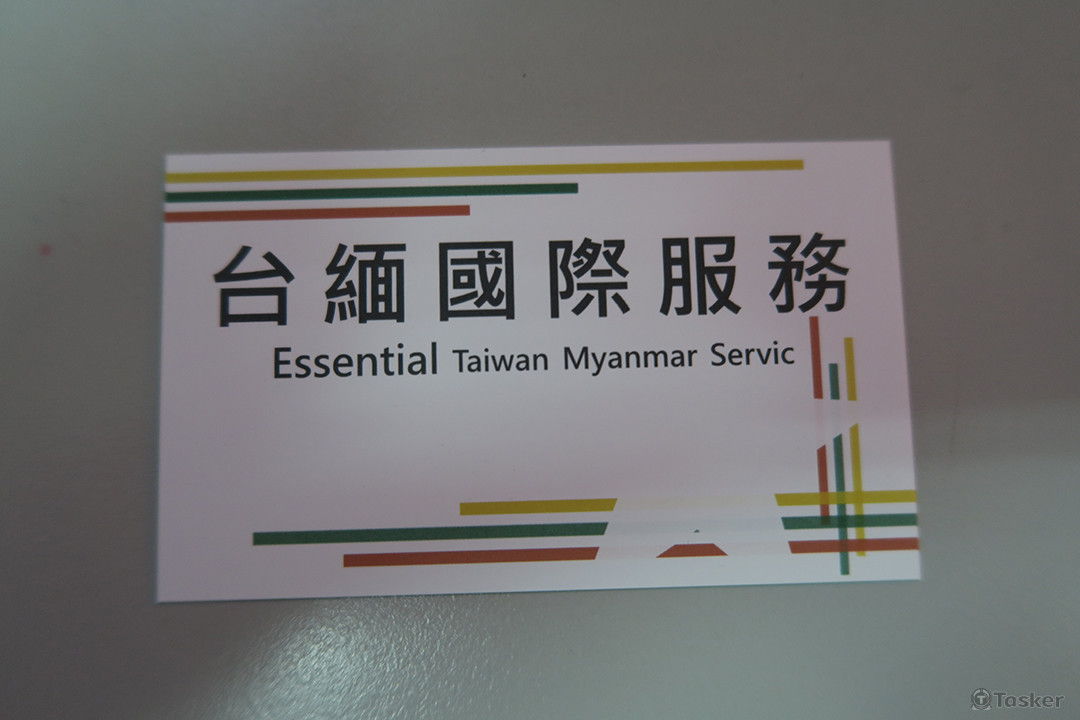 台緬國際服務
Essential Taiwan Myanmar Servic
Tasker